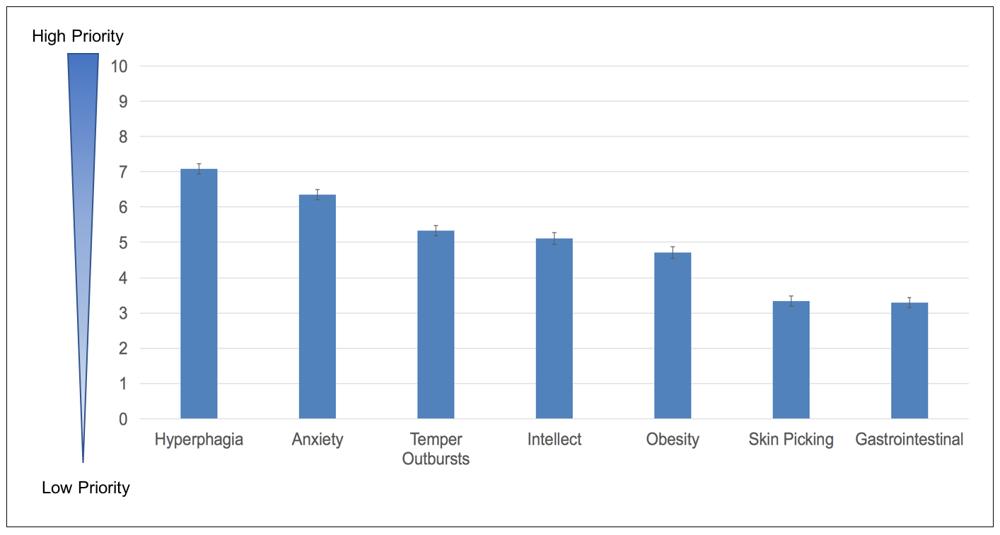 High Priority
10
9
8
7
6
5
4
3
2
1
0
Hyperphagia
Anxiety
Temper
Outbursts
Intellect
Obesity
Skin Picking
Gastrointestinal
Low Priority